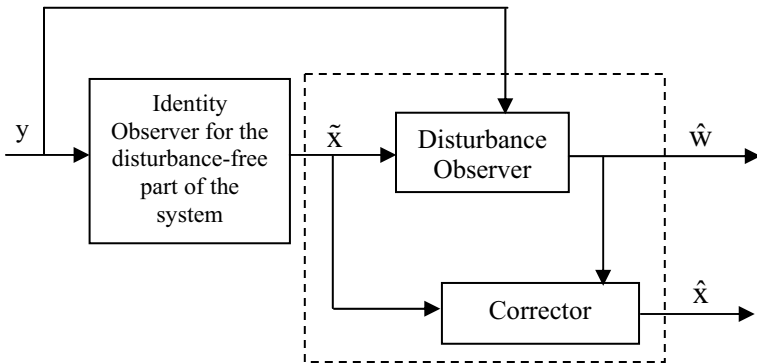 y
Identity
Observer for the
disturbance-free
part of the
system
x̃
Disturbance
Observer
ŵ
Corrector
x̂